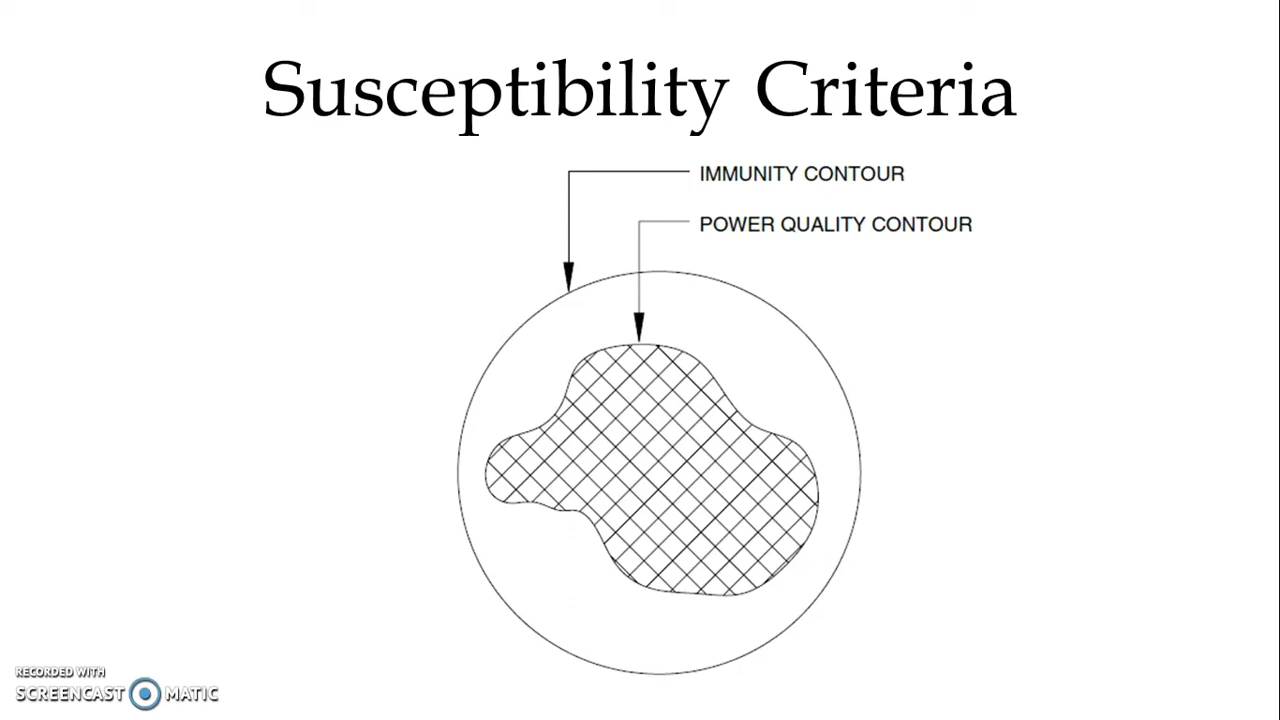 Susceptibility Criteria
IMMUNITY CONTOUR
POWER QUALITY CONTOUR
RECORDED WITH
SCREENCAST MATIC